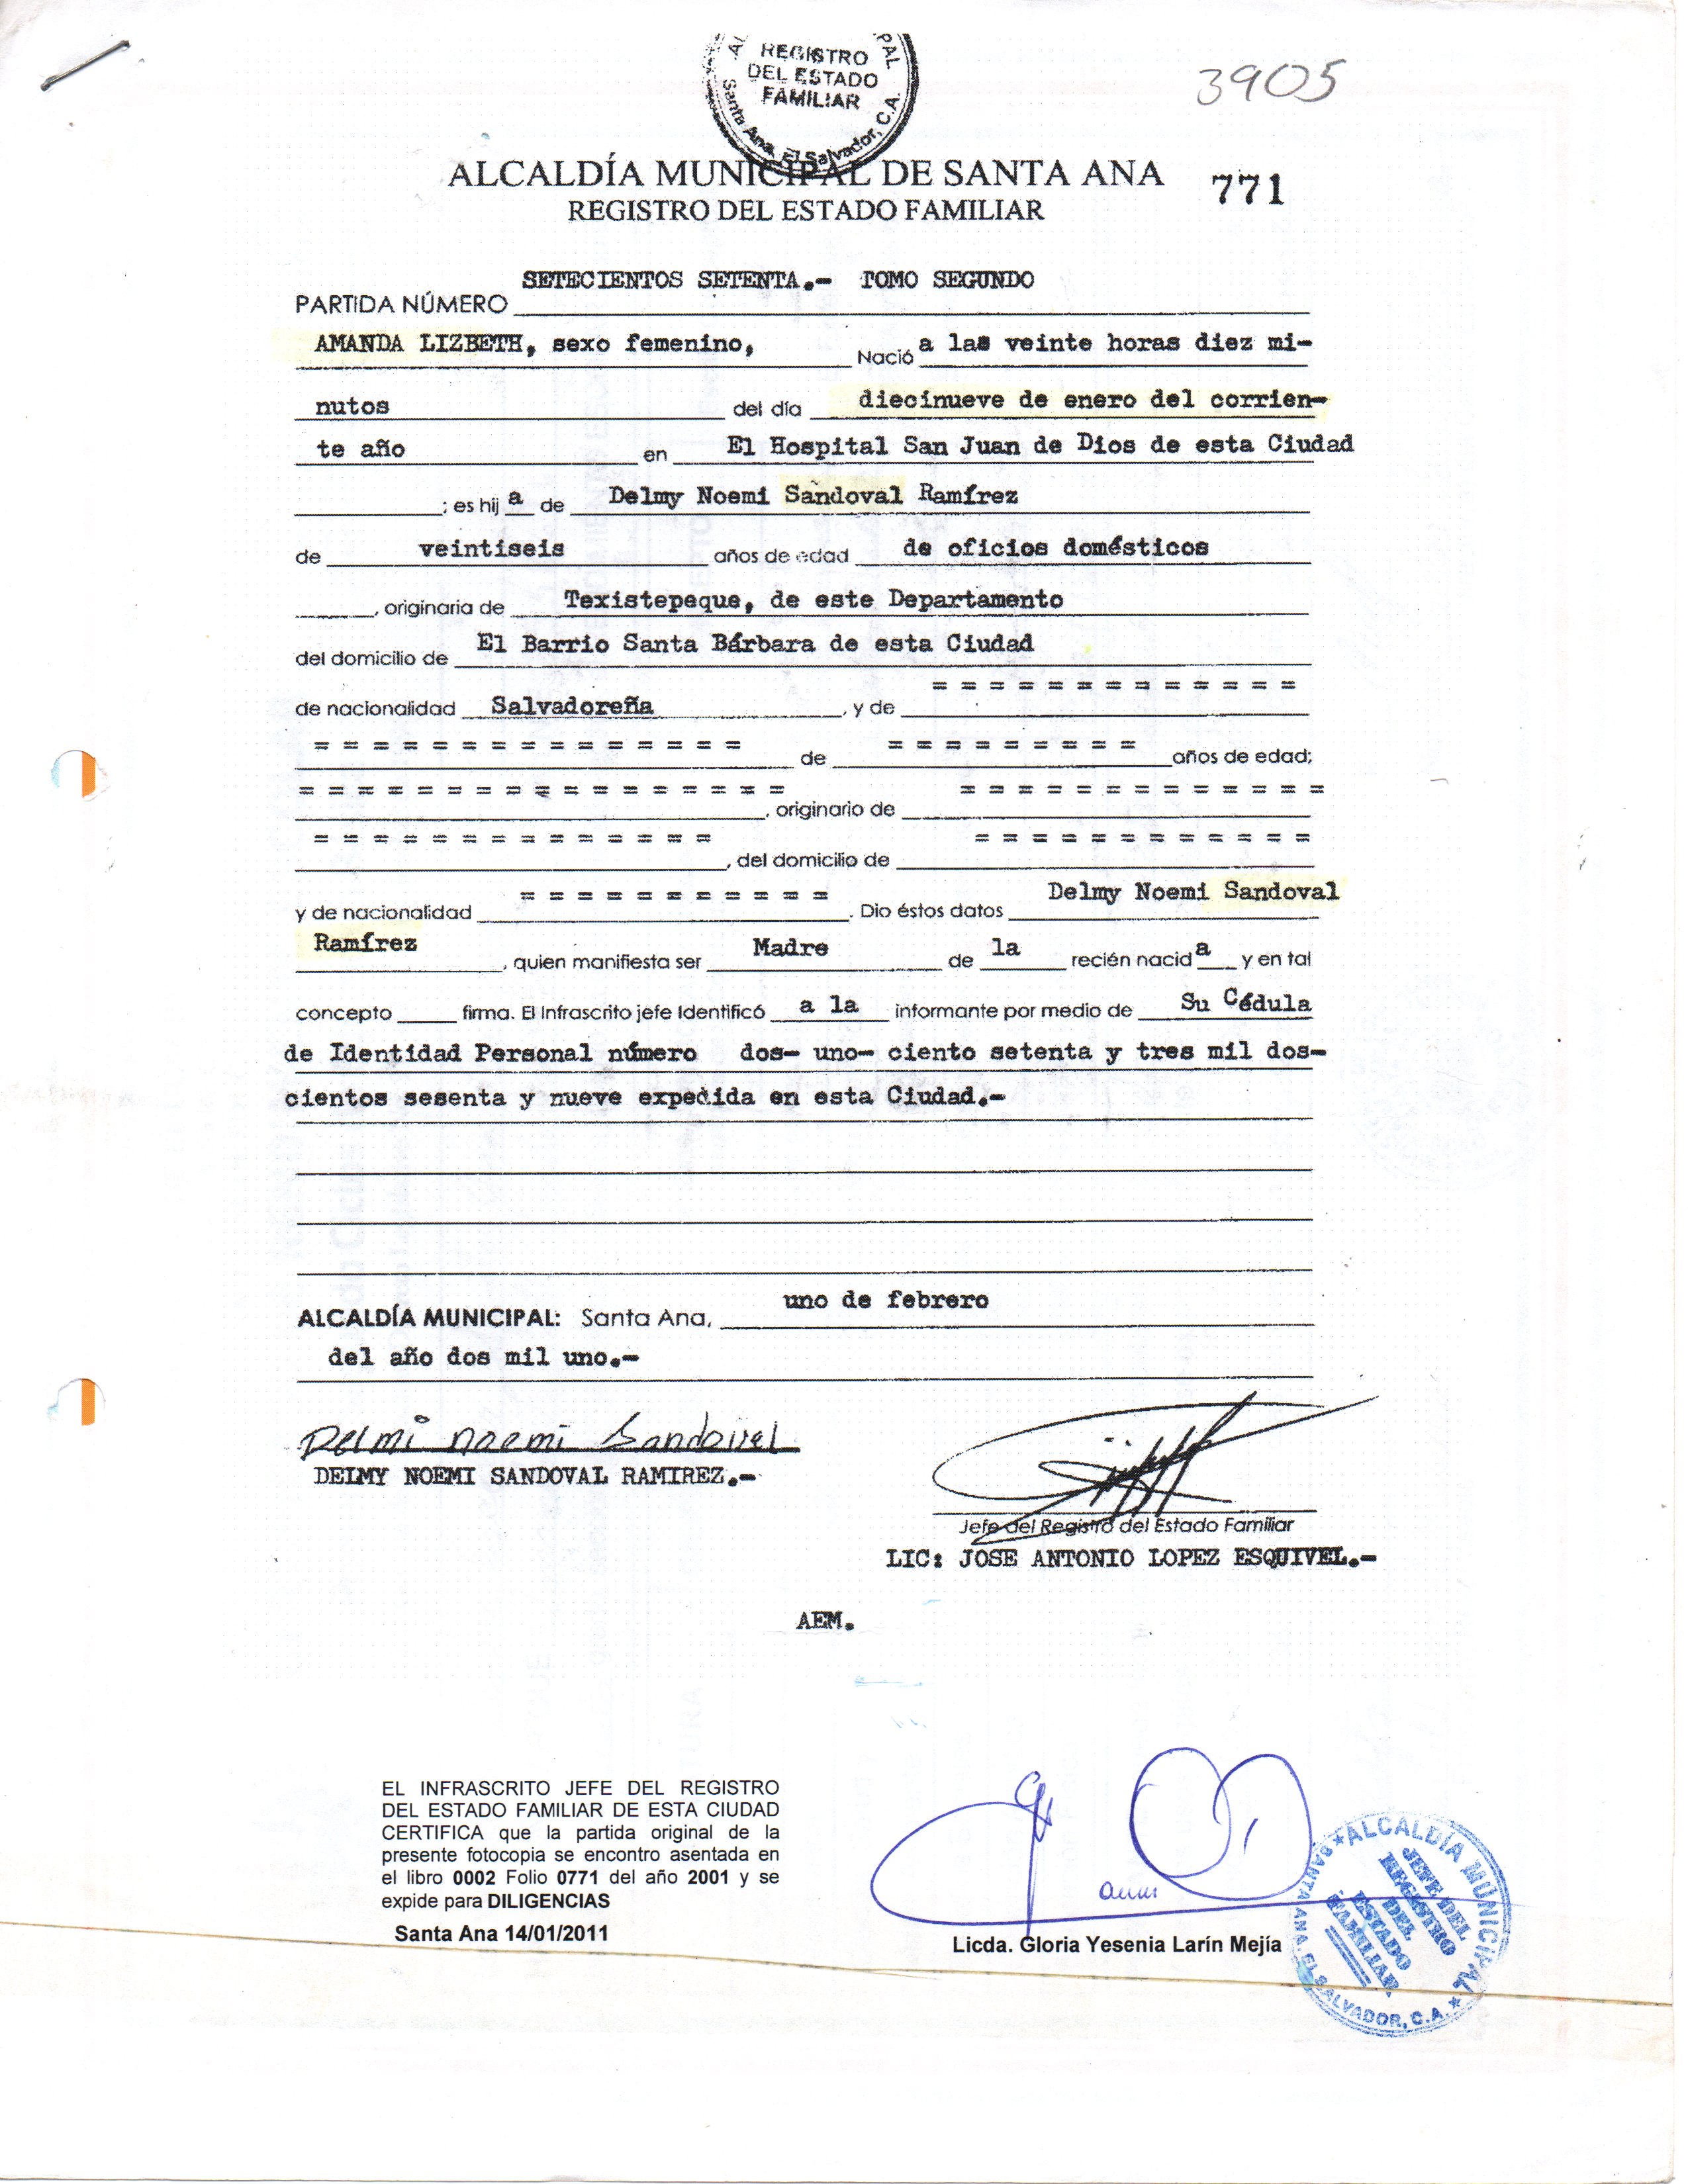 REGISTRO
DEL ESTADO
FAMILIAR
Santa Ana, El Salvador, C.A.
3905
ALCALDÍA MUNICIPAL DE SANTA ANA 771
REGISTRO DEL ESTADO FAMILIAR
SETECIENTOS SETENTA.- TOMO SEGUNDO
PARTIDA NÚMERO
AMANDA LIZBETH, sexo femenino, Nació a las veinte horas diez mi-
nutos del día diecinueve de enero del corrien-
te año en El Hospital San Juan de Dios de esta Ciudad
; es hij a de Delmy Noemi Sandoval Ramírez
de veintiseis años de edad de oficios domésticos
, originaria de Texistepeque, de este Departamento
del domicilio de El Barrio Santa Bárbara de esta Ciudad
de nacionalidad Salvadoreña, y de = = = = = = = = = = = = =
= = = = = = = = = = = = = = = de = = = = = = = = = años de edad;
= = = = = = = = = = = = = = = = =, originario de = = = = = = = = = = = = =
= = = = = = = = = = = = = =, del domicilio de = = = = = = = = = = = =
y de nacionalidad = = = = = = = = = = =. Dio éstos datos Delmy Noemi Sandoval
Ramírez, quien manifiesta ser Madre de la recién nacid a y en tal
concepto firma. El Infrascrito jefe Identificó a la informante por medio de Su Cédula
de Identidad Personal número dos- uno- ciento setenta y tres mil dos-
cientos sesenta y nueve expedida en esta Ciudad.-
ALCALDÍA MUNICIPAL: Santa Ana, uno de febrero
del año dos mil uno.-
Delmi Noemi Sandoval
DELMY NOEMI SANDOVAL RAMIREZ.-
Jefe del Registro del Estado Familiar
LIC: JOSE ANTONIO LOPEZ ESQUIVEL.-
AEM.
EL INFRASCRITO JEFE DEL REGISTRO
DEL ESTADO FAMILIAR DE ESTA CIUDAD
CERTIFICA que la partida original de la
presente fotocopia se encontro asentada en
el libro 0002 Folio 0771 del año 2001 y se
expide para DILIGENCIAS
Santa Ana 14/01/2011
Licda. Gloria Yesenia Larín Mejía
ALCALDÍA MUNICIPAL
JEFE DEL
REGISTRO
DEL
ESTADO
FAMILIAR
SANTA ANA, EL SALVADOR, C.A.